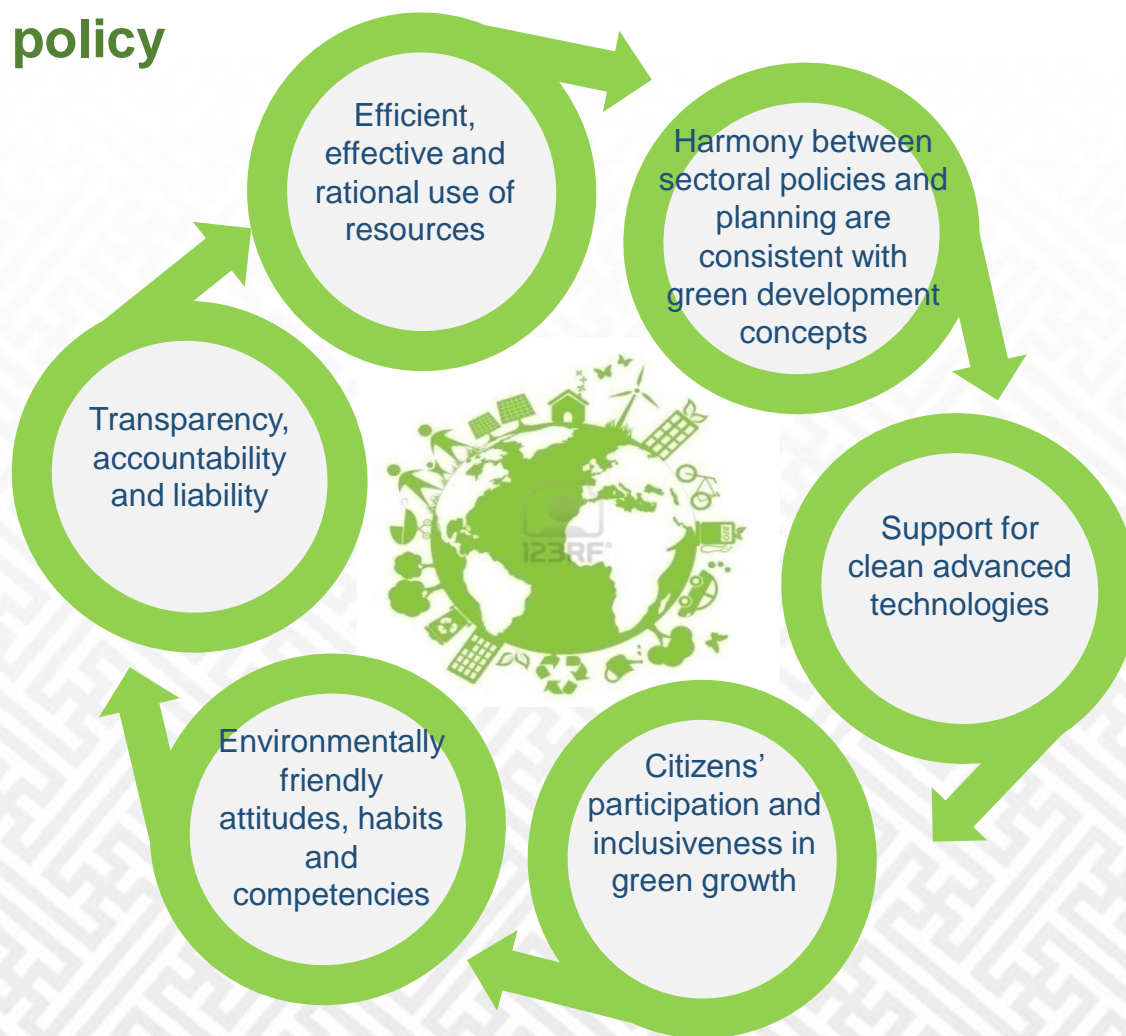 policy
Efficient,
effective and
rational use of
resources
Harmony between
sectoral policies and
planning are
consistent with
green development
concepts
Support for
clean advanced
technologies
Citizens’
participation and
inclusiveness in
green growth
Environmentally
friendly
attitudes, habits
and
competencies
Transparency,
accountability
and liability
123RF®